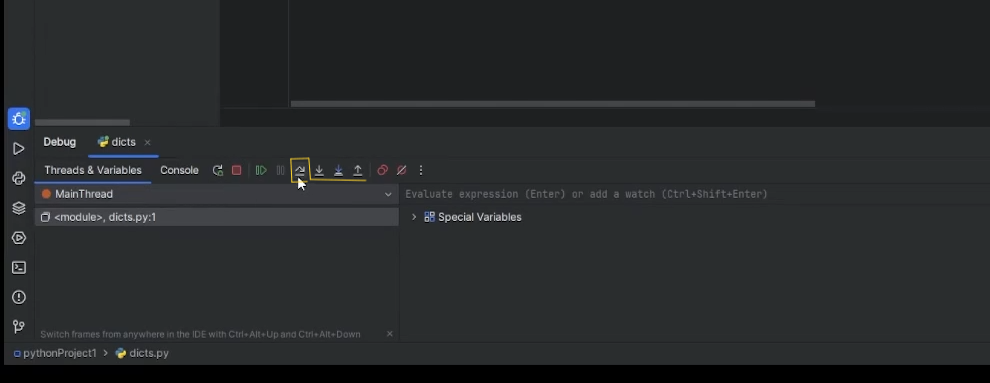 Debug dicts
Threads & Variables Console
MainThread
Evaluate expression (Enter) or add a watch (Ctrl+Shift+Enter)
<module>, dicts.py:1
Special Variables
Switch frames from anywhere in the IDE with Ctrl+Alt+Up and Ctrl+Alt+Down
pythonProject1 > dicts.py